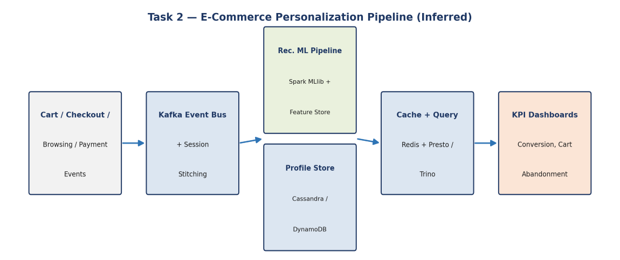 Task 2 — E-Commerce Personalization Pipeline (Inferred)
Cart / Checkout /
Browsing / Payment
Events
Kafka Event Bus
+ Session
Stitching
Rec. ML Pipeline
Spark MLlib +
Feature Store
Profile Store
Cassandra /
DynamoDB
Cache + Query
Redis + Presto /
Trino
KPI Dashboards
Conversion, Cart
Abandonment